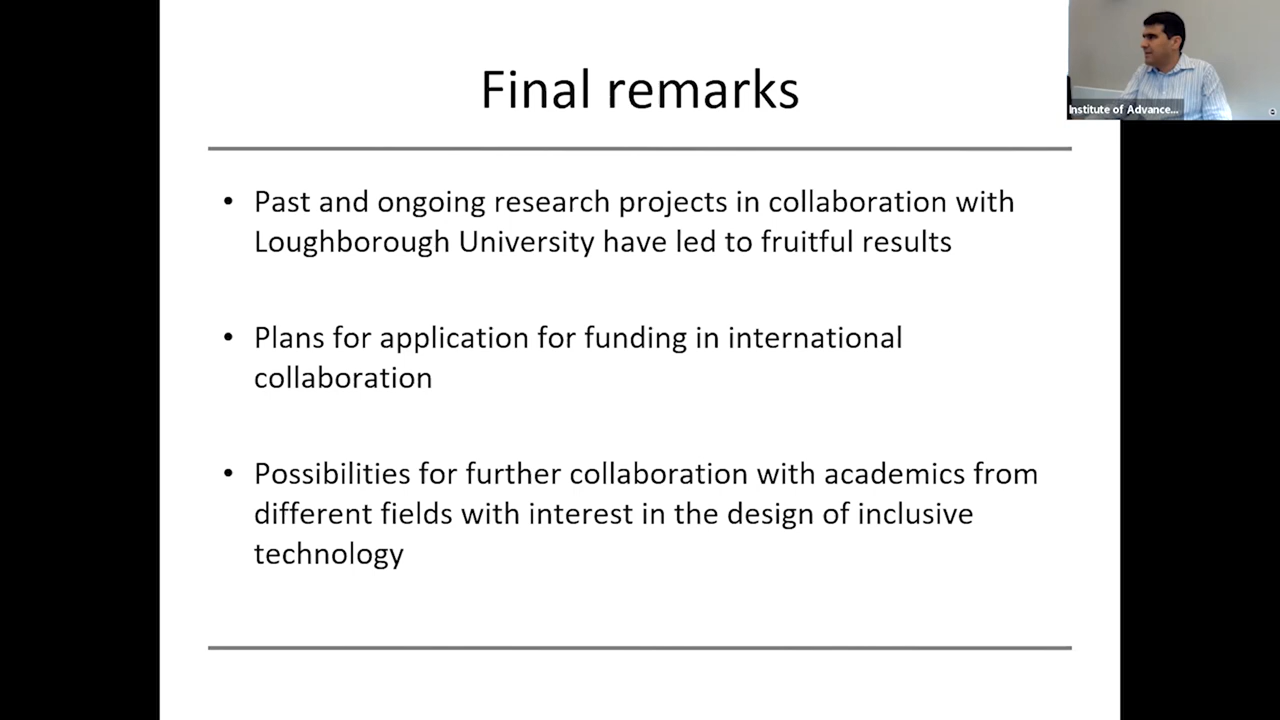 Final remarks
Institute of Advance...
• Past and ongoing research projects in collaboration with
Loughborough University have led to fruitful results
• Plans for application for funding in international
collaboration
• Possibilities for further collaboration with academics from
different fields with interest in the design of inclusive
technology